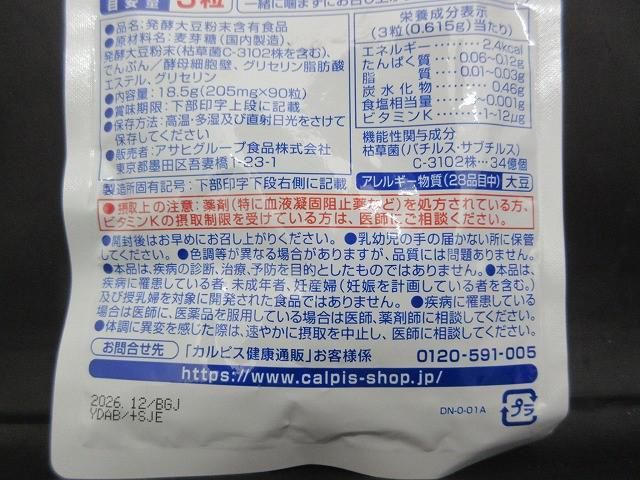 目安量 3粒
一緒に噛まずにお召し上が
●品名:発酵大豆粉末含有食品
●原材料名:麦芽糖(国内製造)、
発酵大豆粉末(枯草菌C-3102株を含む)、
でんぷん/酵母細胞壁、グリセリン脂肪酸
エステル、グリセリン
●内容量:18.5g(205mg×90粒)
●賞味期限:下部印字上段に記載
●保存方法:高温・多湿及び直射日光をさけて
保存してください
●販売者:アサヒグループ食品株式会社
東京都墨田区吾妻橋1-23-1
製造所固有記号:下部印字下段右側に記載
栄養成分表示
(3粒(0.615g)当たり)
エネルギー 2.4kcal
たんぱく質 0.06~0.12g
脂質 0.01~0.03g
炭水化物 0.46g
食塩相当量 0~0.001g
ビタミンK 1~12μg
機能性関与成分
枯草菌(バチルス・サブチルス)
C-3102株…34億個
アレルギー物質(28品目中) 大豆
●摂取上の注意:薬剤(特に血液凝固阻止薬など)を処方されている方、
ビタミンKの摂取制限を受けている方は、医師にご相談ください。
●開封後はお早めにお召し上がりください。●乳幼児の手の届かない所に保管
してください。●色調等が異なる場合がありますが、品質には問題ありません。
●本品は、疾病の診断、治療、予防を目的としたものではありません。●本品は、
疾病に罹患している者、未成年者、妊産婦(妊娠を計画している者を含む。)
及び授乳婦を対象に開発された食品ではありません。●疾病に罹患している
場合は医師に、医薬品を服用している場合は医師、薬剤師に相談してください。
●体調に異変を感じた際は、速やかに摂取を中止し、医師に相談してください。
お問合せ先 「カルピス健康通販」お客様係 0120-591-005
https://www.calpis-shop.jp/
2026.12/BGJ
YDAB/+SJE
DN-0-01A
プラ